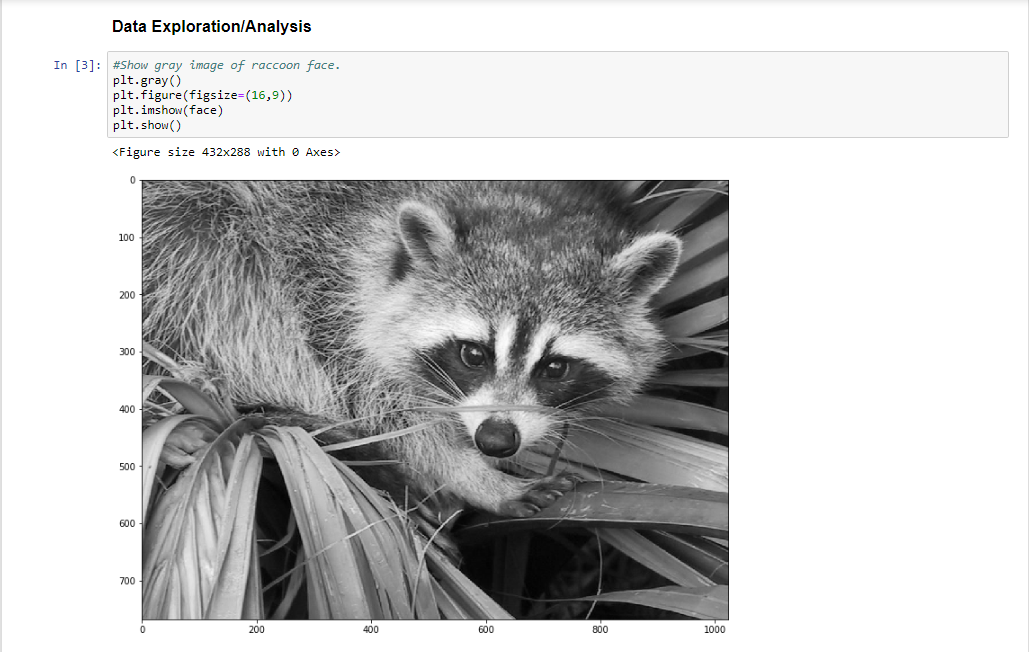 Data Exploration/Analysis
In [3]: #Show gray image of raccoon face.
plt.gray()
plt.figure(figsize=(16,9))
plt.imshow(face)
plt.show()
<Figure size 432x288 with 0 Axes>
0
100
200
300
400
500
600
700
0 200 400 600 800 1000